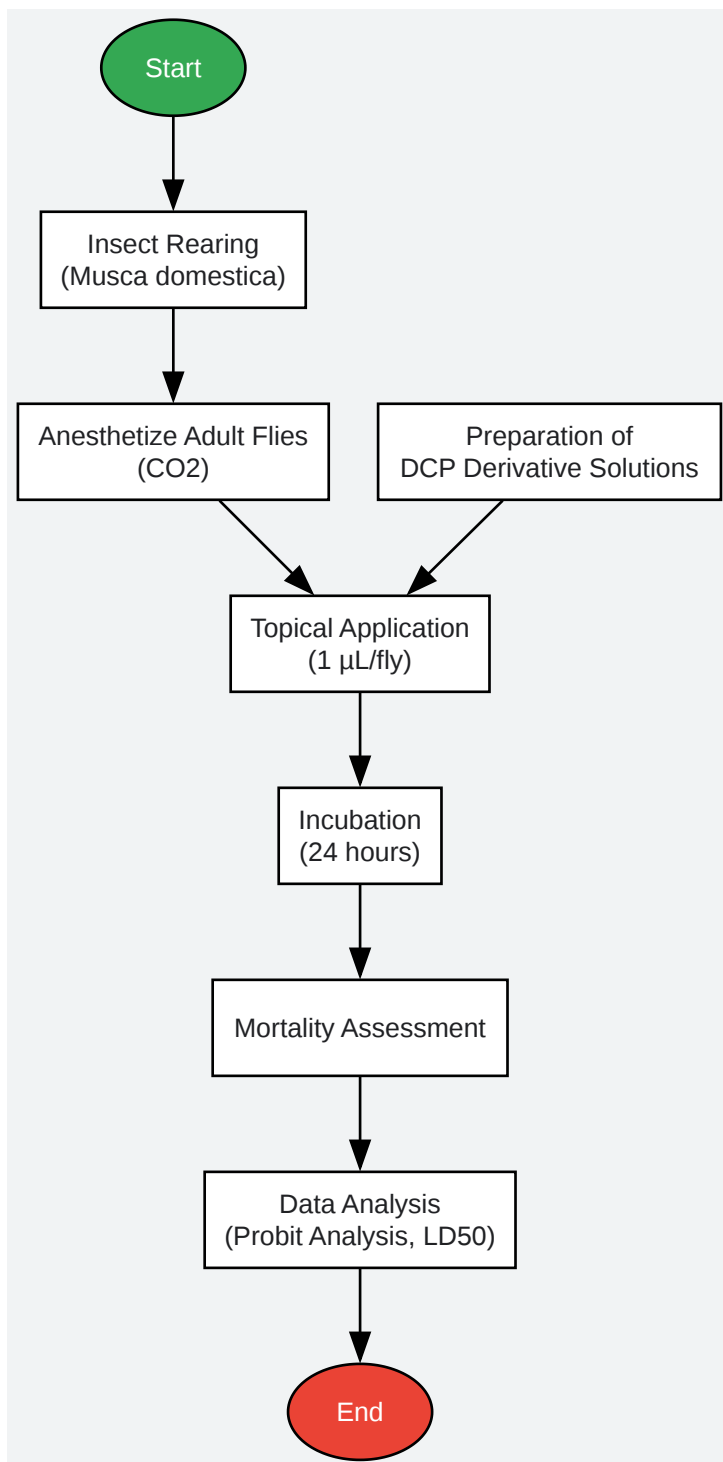 Start
Insect Rearing
(Musca domestica)
Anesthetize Adult Flies
(CO2)
Preparation of
DCP Derivative Solutions
Topical Application
(1 µL/fly)
Incubation
(24 hours)
Mortality Assessment
Data Analysis
(Probit Analysis, LD50)
End